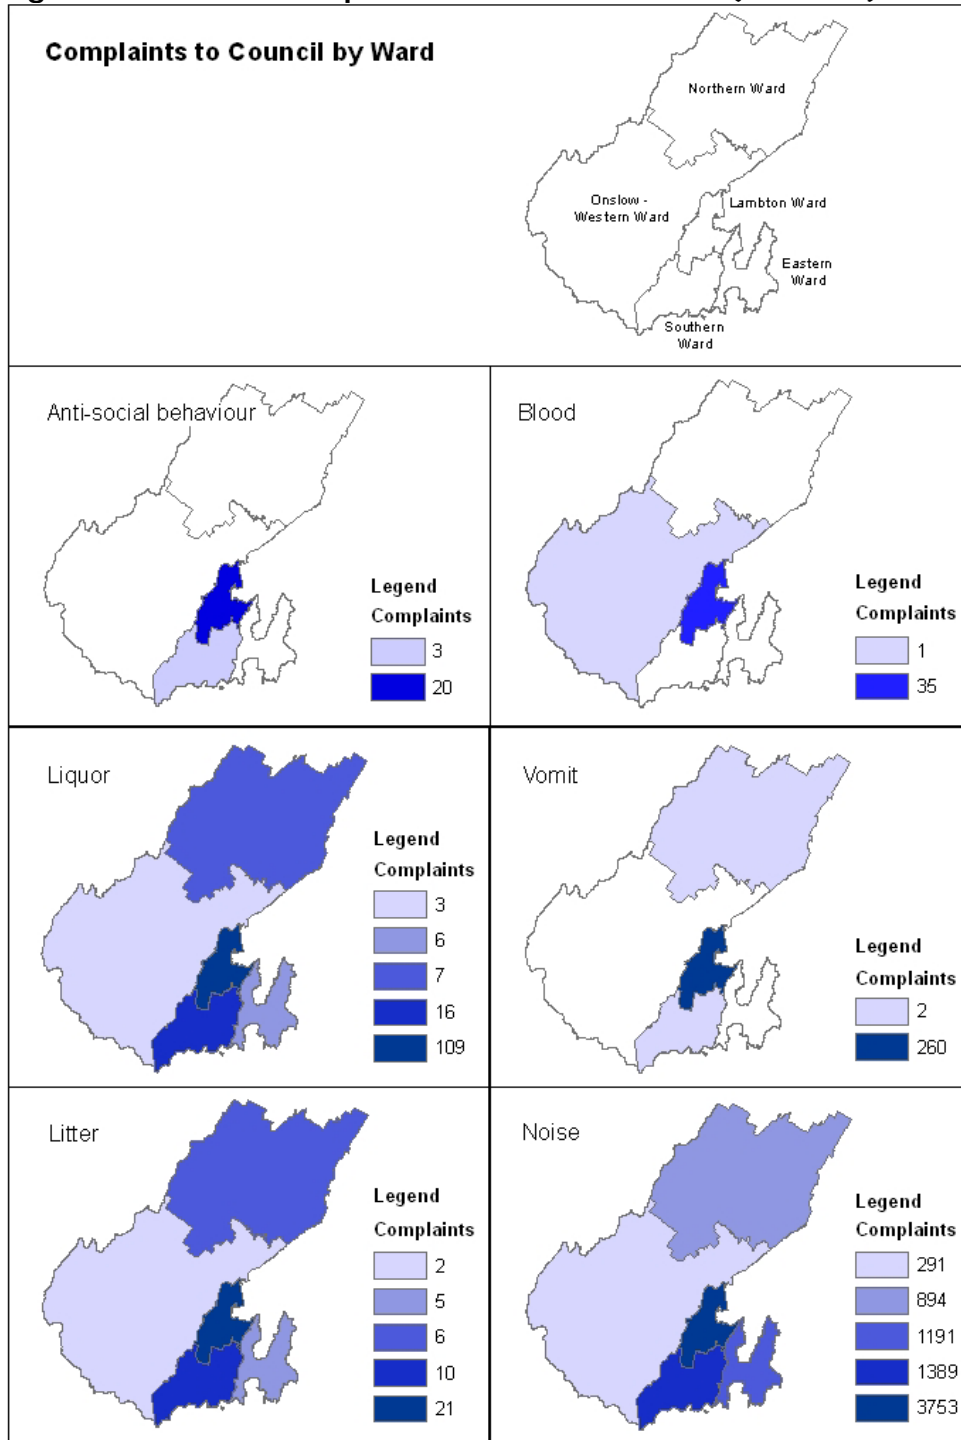 Complaints to Council by Ward
Northern Ward
Onslow -
Western Ward
Lambton Ward
Eastern
Ward
Southern
Ward
Anti-social behaviour
Legend
Complaints
3
20
Blood
Legend
Complaints
1
35
Liquor
Legend
Complaints
3
6
7
16
109
Vomit
Legend
Complaints
2
260
Litter
Legend
Complaints
2
5
6
10
21
Noise
Legend
Complaints
291
894
1191
1389
3753